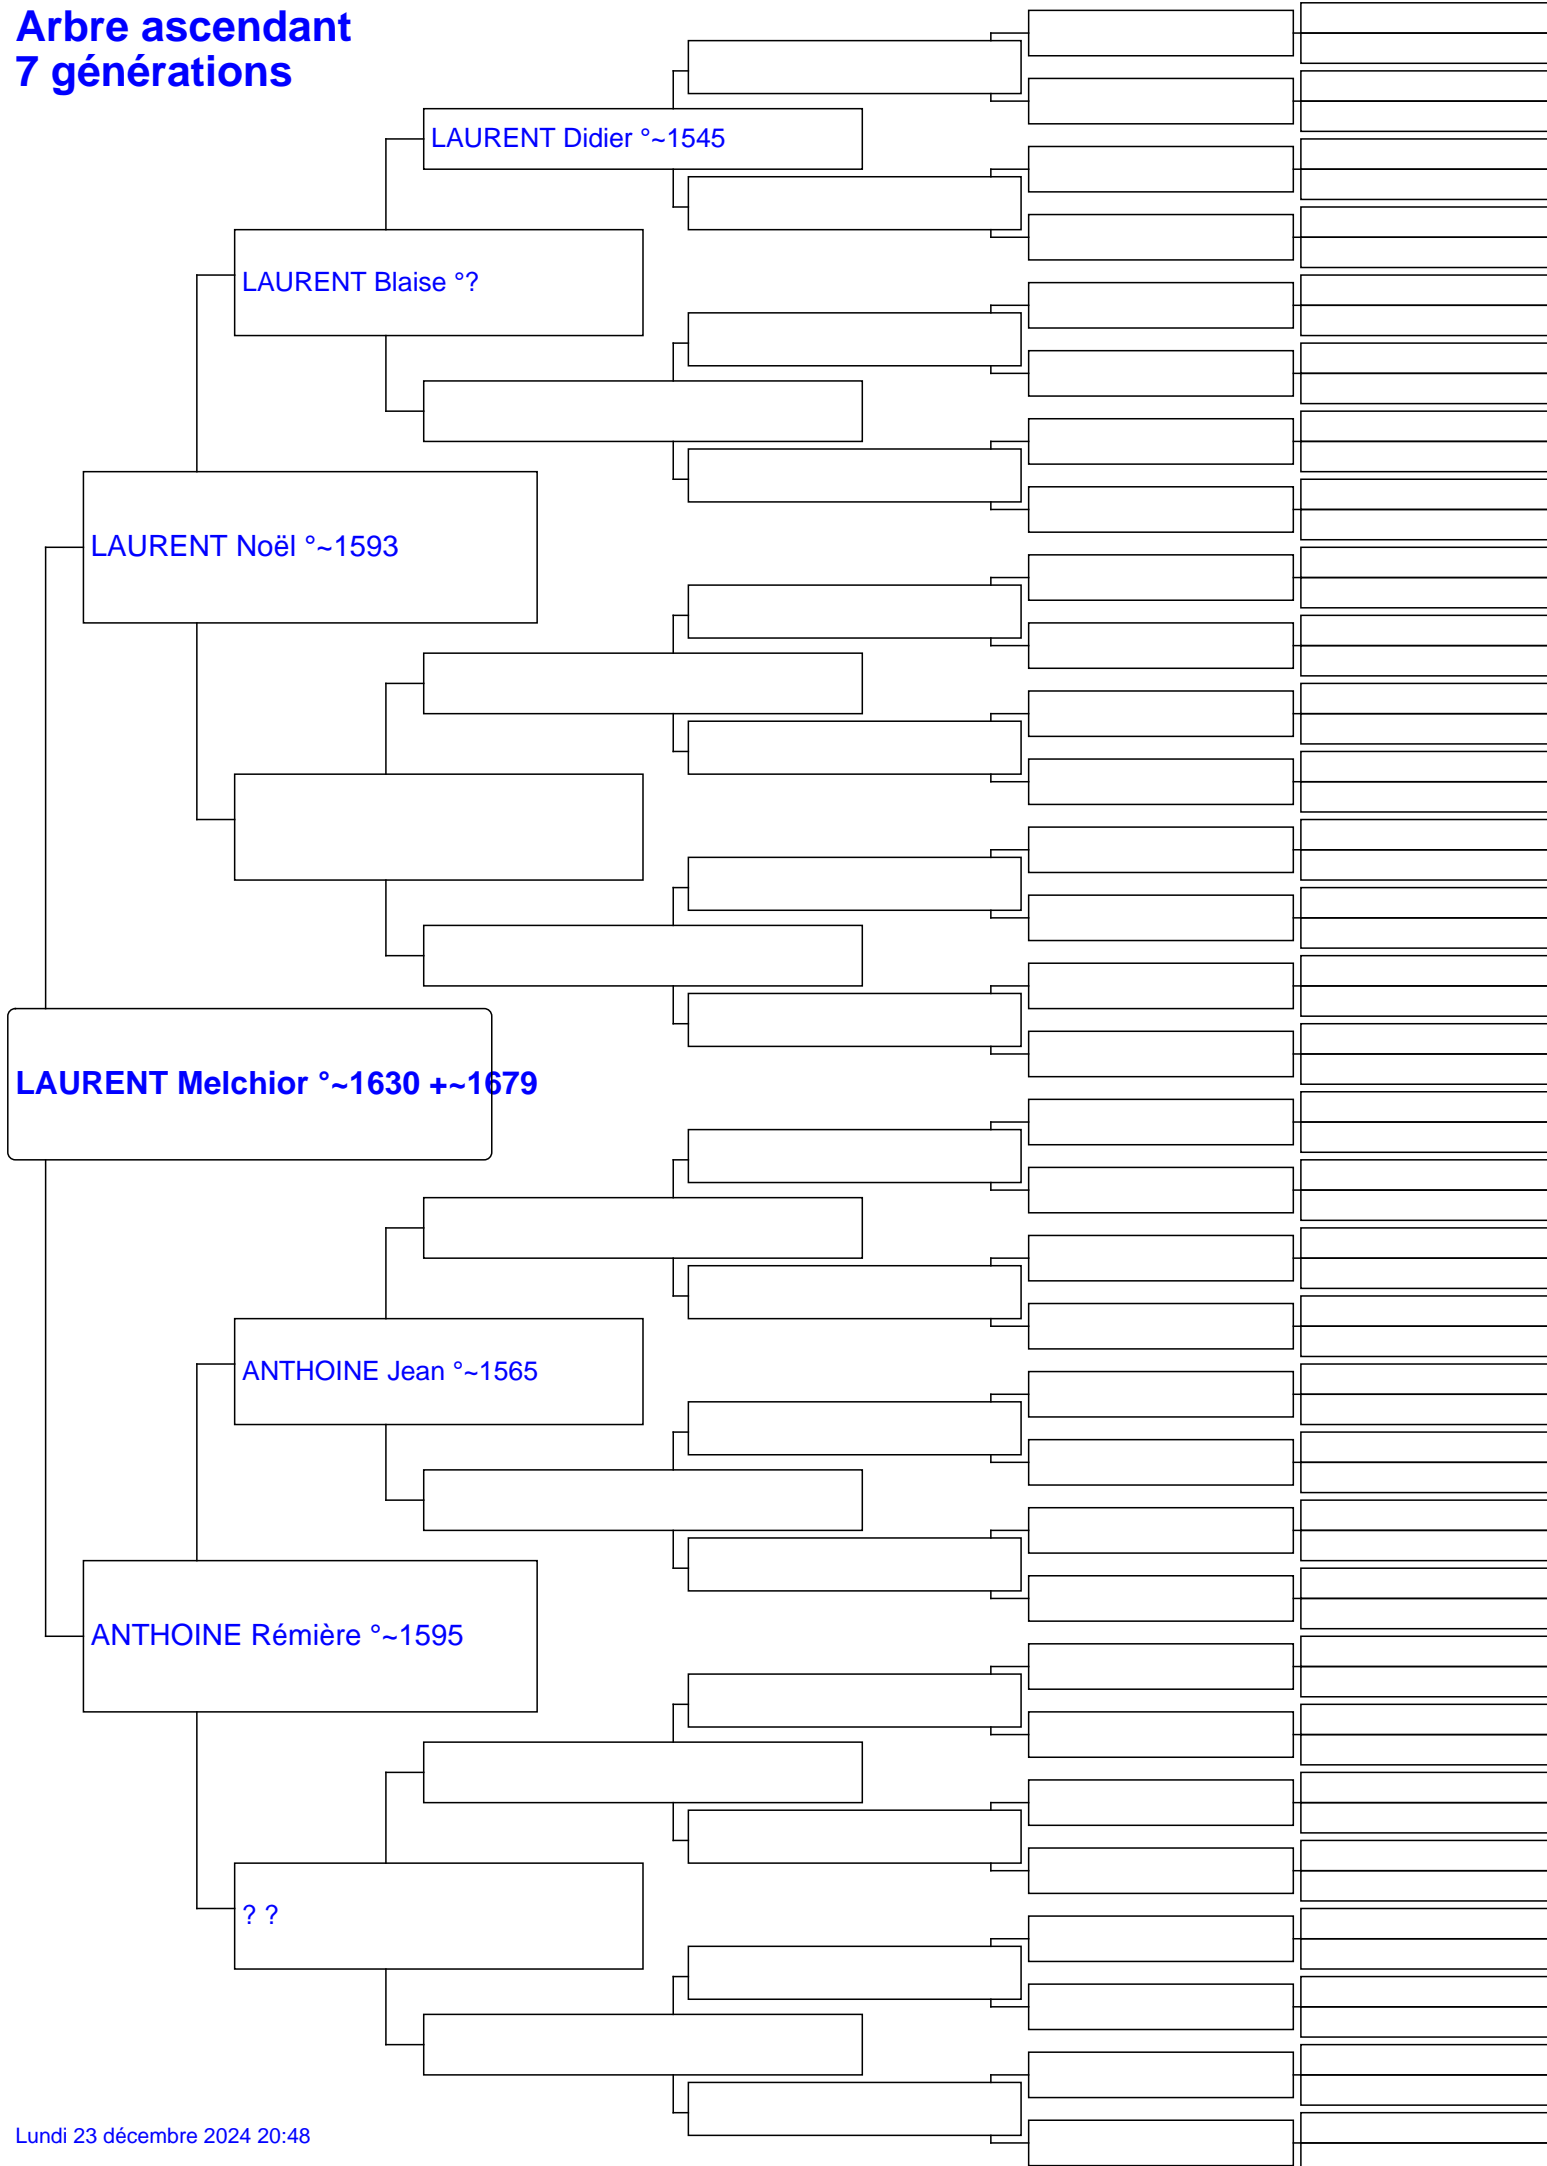 Arbre ascendant
7 générations
LAURENT Didier °~1545
LAURENT Blaise °?
LAURENT Noël °~1593
LAURENT Melchior °~1630 +~1679
ANTHOINE Jean °~1565
ANTHOINE Rémière °~1595
? ?
Lundi 23 décembre 2024 20:48